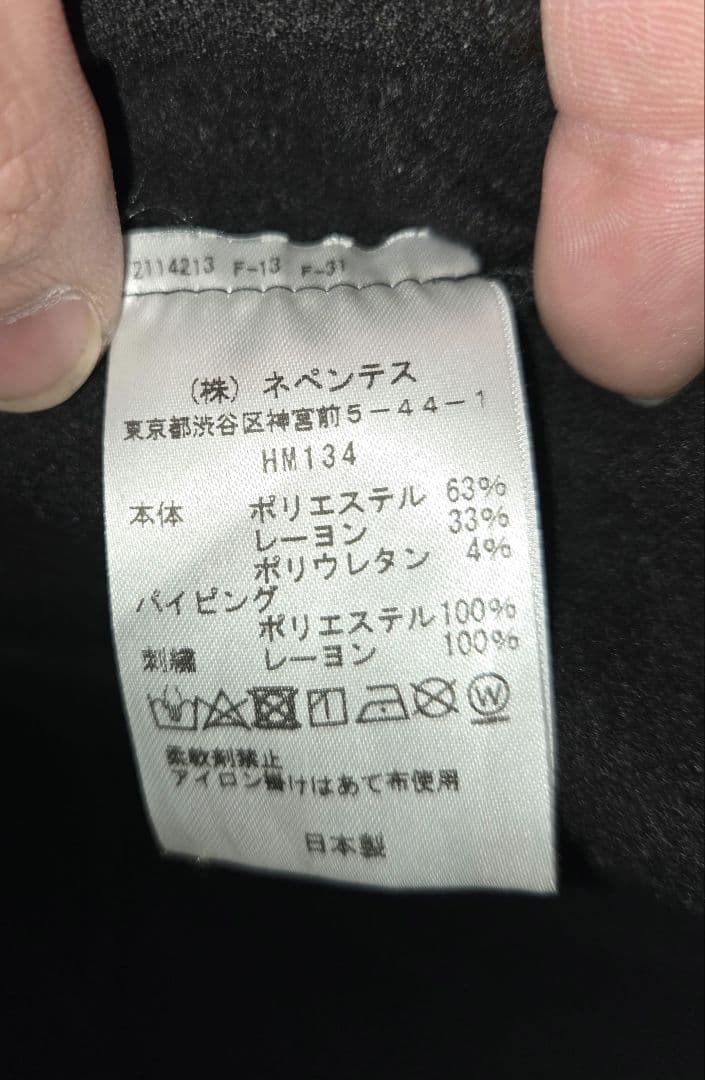 2114213 F-13 F-31
(株) ネペンテス
東京都渋谷区神宮前5-44-1
HM134
本体 ポリエステル 63%
レーヨン 33%
ポリウレタン 4%
パイピング
ポリエステル 100%
刺繍 レーヨン 100%
W
柔軟剤禁止
アイロン掛けはあて布使用
日本製